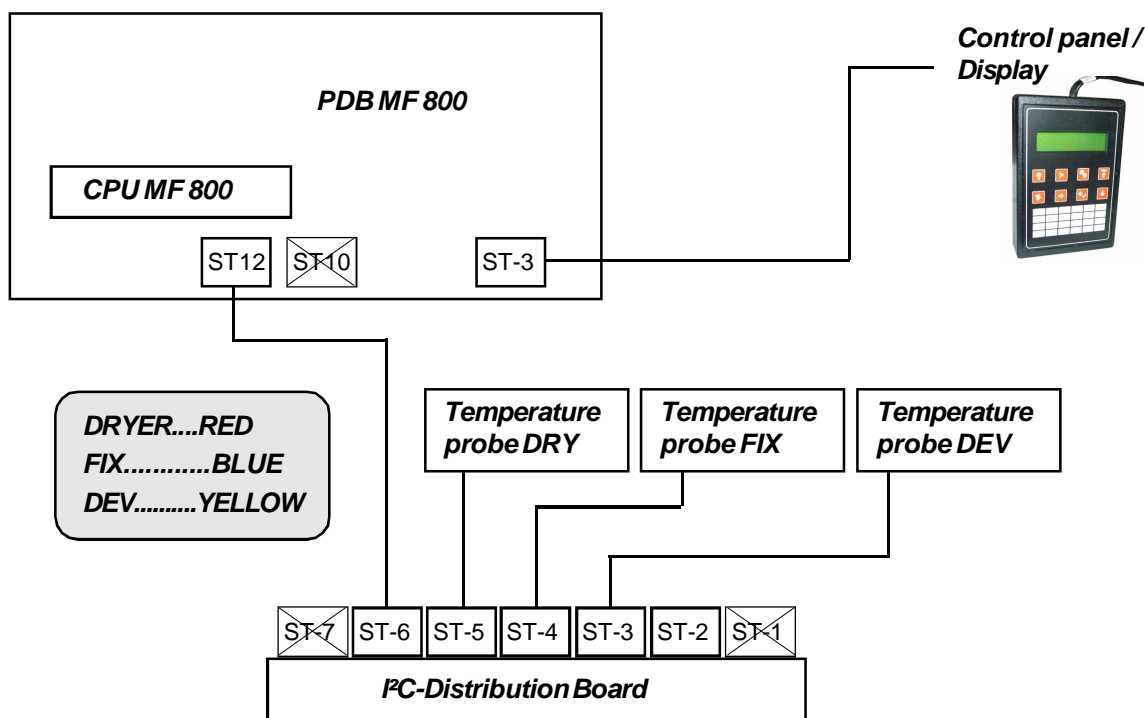 Control panel /
Display
PDB MF 800
CPU MF 800
ST12 ST10 ST-3
DRYER....RED
FIX............BLUE
DEV..........YELLOW
Temperature
probe DRY
Temperature
probe FIX
Temperature
probe DEV
ST-7 ST-6 ST-5 ST-4 ST-3 ST-2 ST-1
I²C-Distribution Board